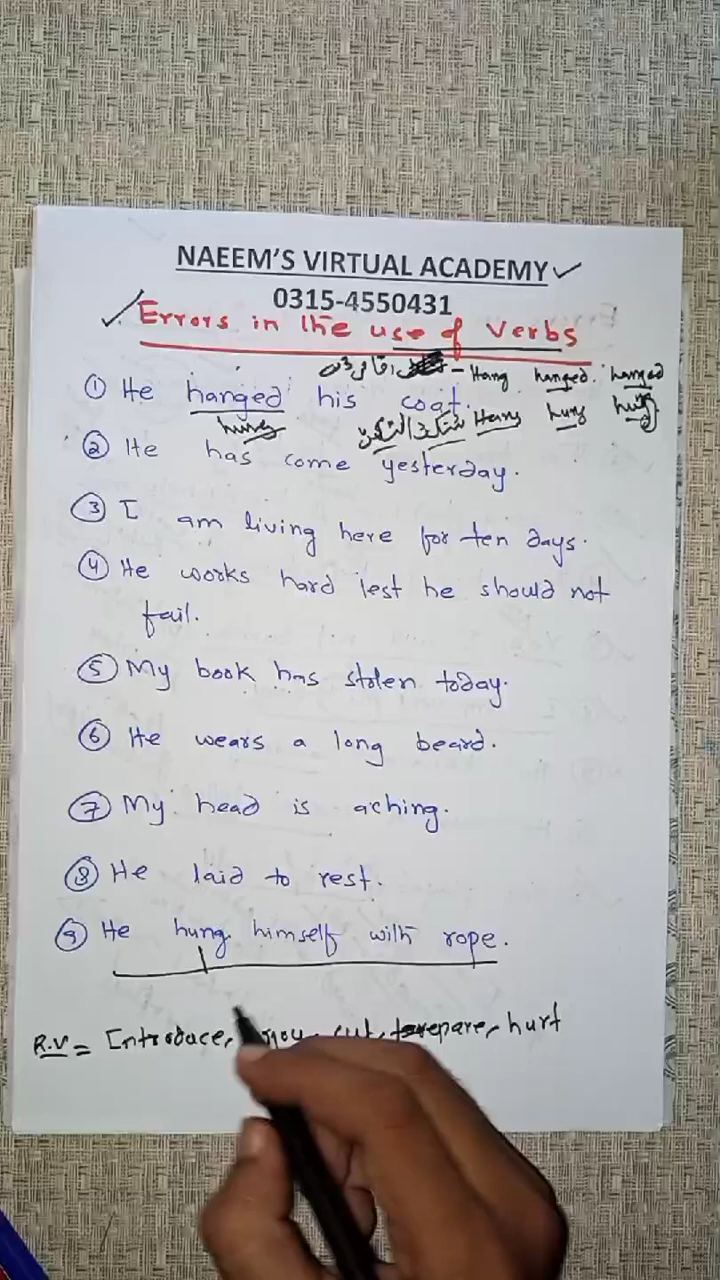 NAEEM'S VIRTUAL ACADEMY
0315-4550431
Errors in the use of Verbs
- Hang hanged. hanged
① He hanged his coat.
hung
Hang hung hung
② He has come yesterday.
③ I am living here for ten days.
④ He works hard lest he should not
fail.
⑤ My book has stolen today.
⑥ He wears a long beard.
⑦ My head is aching.
⑧ He laid to rest.
⑨ He hung himself with rope.
R.V = Introduce, cut, hurt